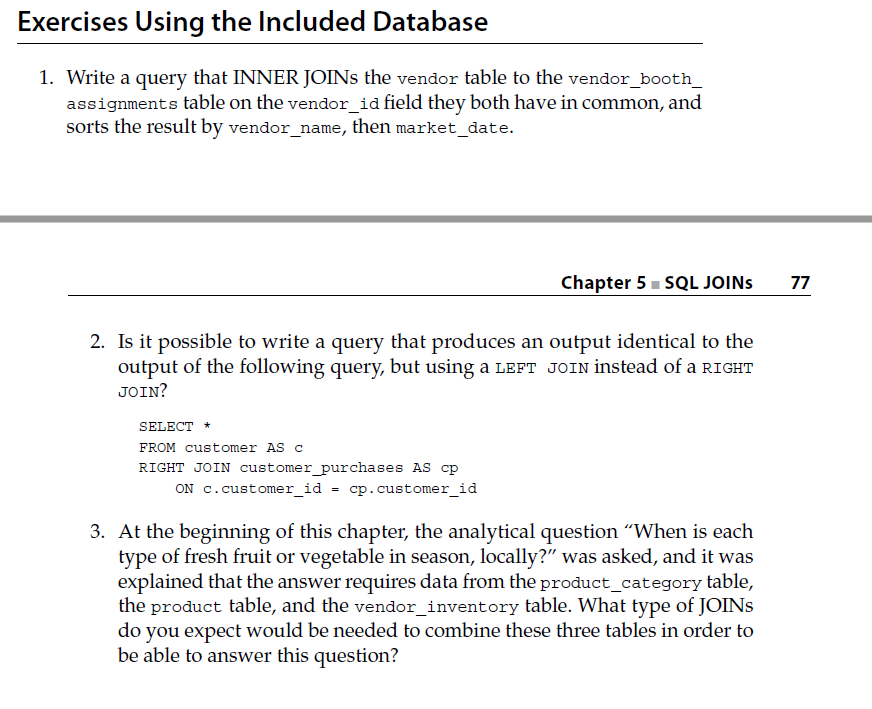 Exercises Using the Included Database
1. Write a query that INNER JOINs the vendor table to the vendor_booth_
assignments table on the vendor_id field they both have in common, and
sorts the result by vendor_name, then market_date.
Chapter 5 ■ SQL JOINs 77
2. Is it possible to write a query that produces an output identical to the
output of the following query, but using a LEFT JOIN instead of a RIGHT
JOIN?
SELECT *
FROM customer AS c
RIGHT JOIN customer_purchases AS cp
ON c.customer_id = cp.customer_id
3. At the beginning of this chapter, the analytical question “When is each
type of fresh fruit or vegetable in season, locally?” was asked, and it was
explained that the answer requires data from the product_category table,
the product table, and the vendor_inventory table. What type of JOINs
do you expect would be needed to combine these three tables in order to
be able to answer this question?